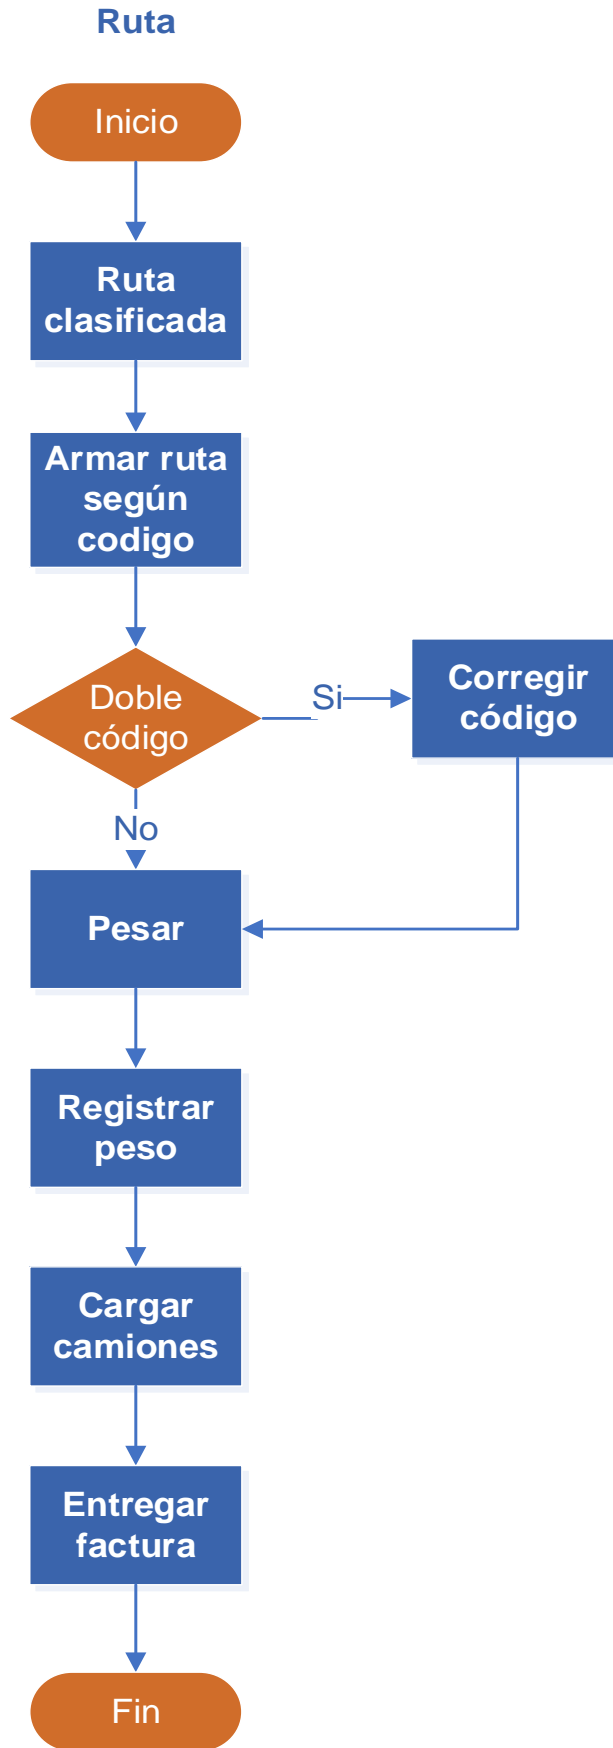 Ruta
Inicio
Ruta
clasificada
Armar ruta
según
codigo
Doble
código
Si
Corregir
código
No
Pesar
Registrar
peso
Cargar
camiones
Entregar
factura
Fin